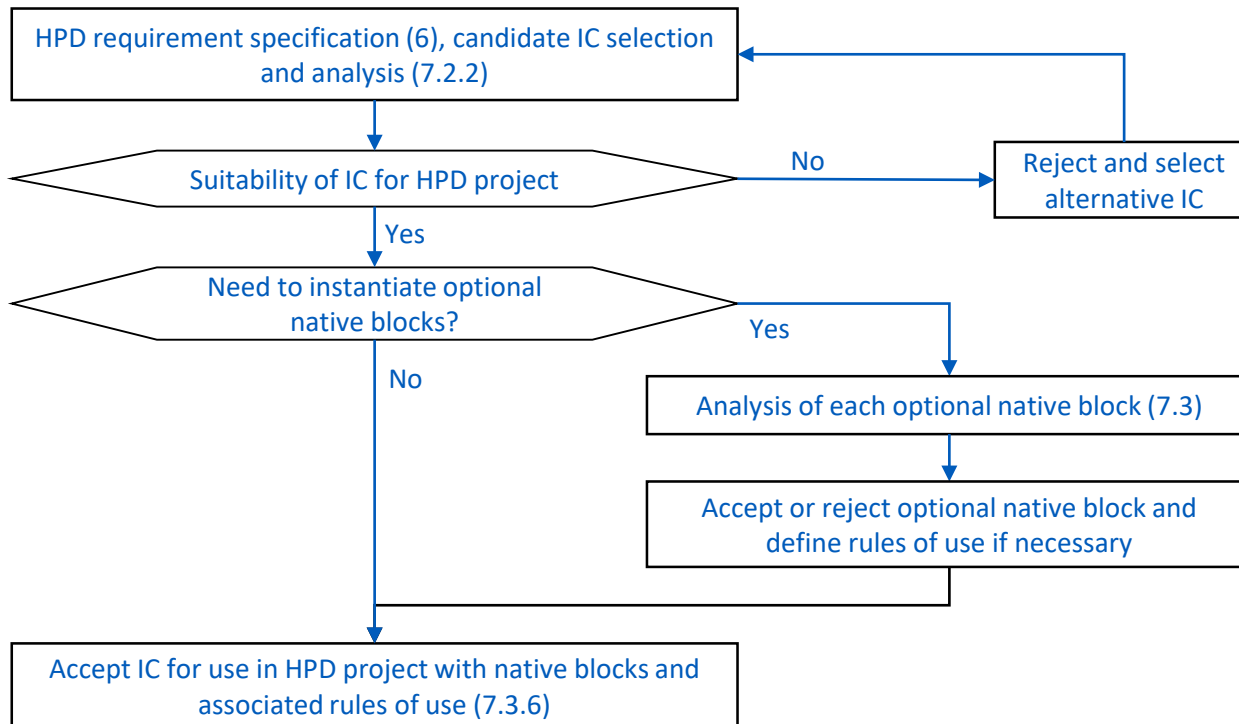 HPD requirement specification (6), candidate IC selection
and analysis (7.2.2)
Suitability of IC for HPD project
No
Reject and select
alternative IC
Yes
Need to instantiate optional
native blocks?
Yes
No
Analysis of each optional native block (7.3)
Accept or reject optional native block and
define rules of use if necessary
Accept IC for use in HPD project with native blocks and
associated rules of use (7.3.6)